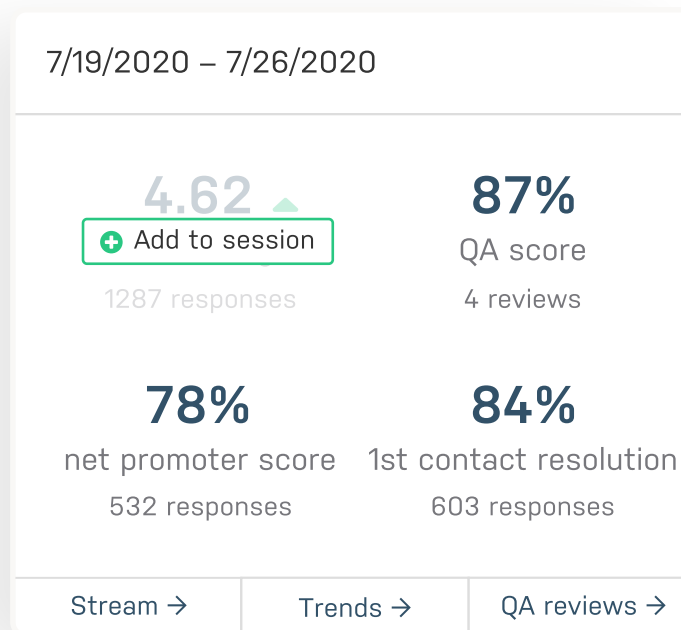 7/19/2020 – 7/26/2020
4.62
87%
Add to session
QA score
1287 responses
4 reviews
78%
84%
net promoter score
1st contact resolution
532 responses
603 responses
Stream →
Trends →
QA reviews →